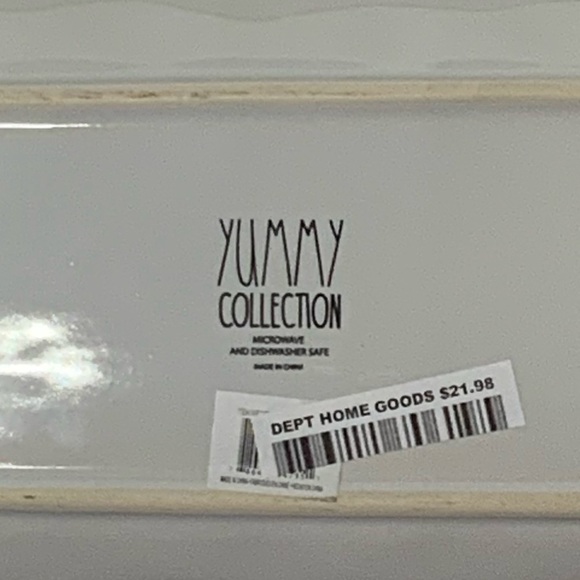 YUMMY
COLLECTION
MICROWAVE
AND DISHWASHER SAFE
MADE IN CHINA
DEPT HOME GOODS $21.98